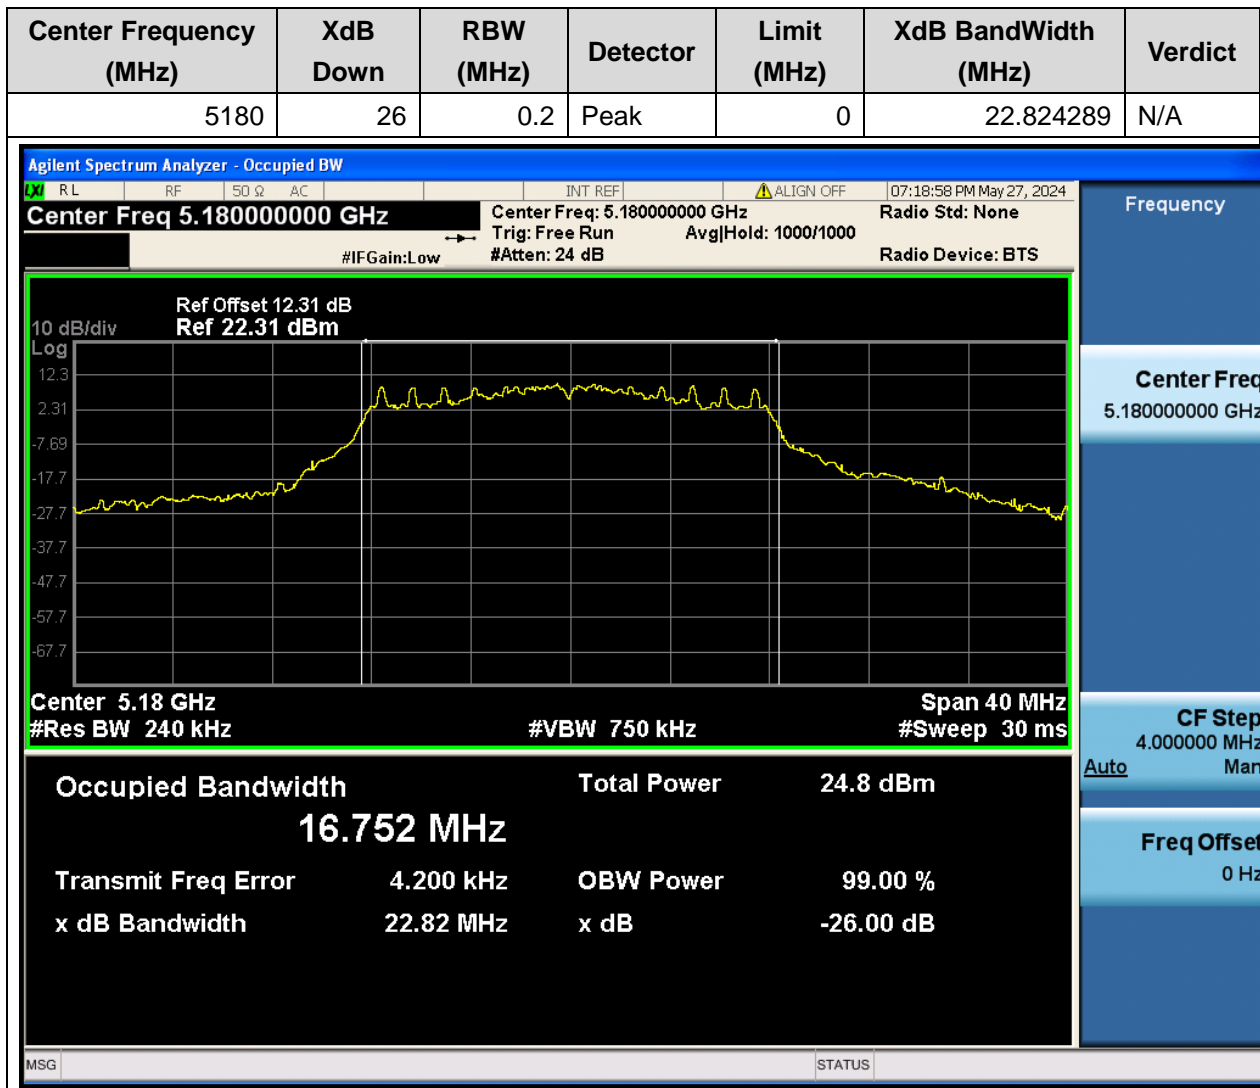 Center Frequency (MHz) XdB Down RBW (MHz) Detector Limit (MHz) XdB BandWidth (MHz) Verdict
5180 26 0.2 Peak 0 22.824289 N/A
Agilent Spectrum Analyzer - Occupied BW
LXI RL RF 50 Ω AC INT REF ALIGN OFF 07:18:58 PM May 27, 2024
Center Freq 5.180000000 GHz
Center Freq: 5.180000000 GHz
Radio Std: None
Trig: Free Run Avg|Hold: 1000/1000
#IFGain:Low #Atten: 24 dB Radio Device: BTS
Ref Offset 12.31 dB
10 dB/div Ref 22.31 dBm
Log
12.3
2.31
-7.69
-17.7
-27.7
-37.7
-47.7
-57.7
-67.7
Center 5.18 GHz Span 40 MHz
#Res BW 240 kHz #VBW 750 kHz #Sweep 30 ms
Occupied Bandwidth Total Power 24.8 dBm
16.752 MHz
Transmit Freq Error 4.200 kHz OBW Power 99.00 %
x dB Bandwidth 22.82 MHz x dB -26.00 dB
Frequency
Center Freq
5.180000000 GHz
CF Step
4.000000 MHz
Auto Man
Freq Offset
0 Hz
MSG STATUS